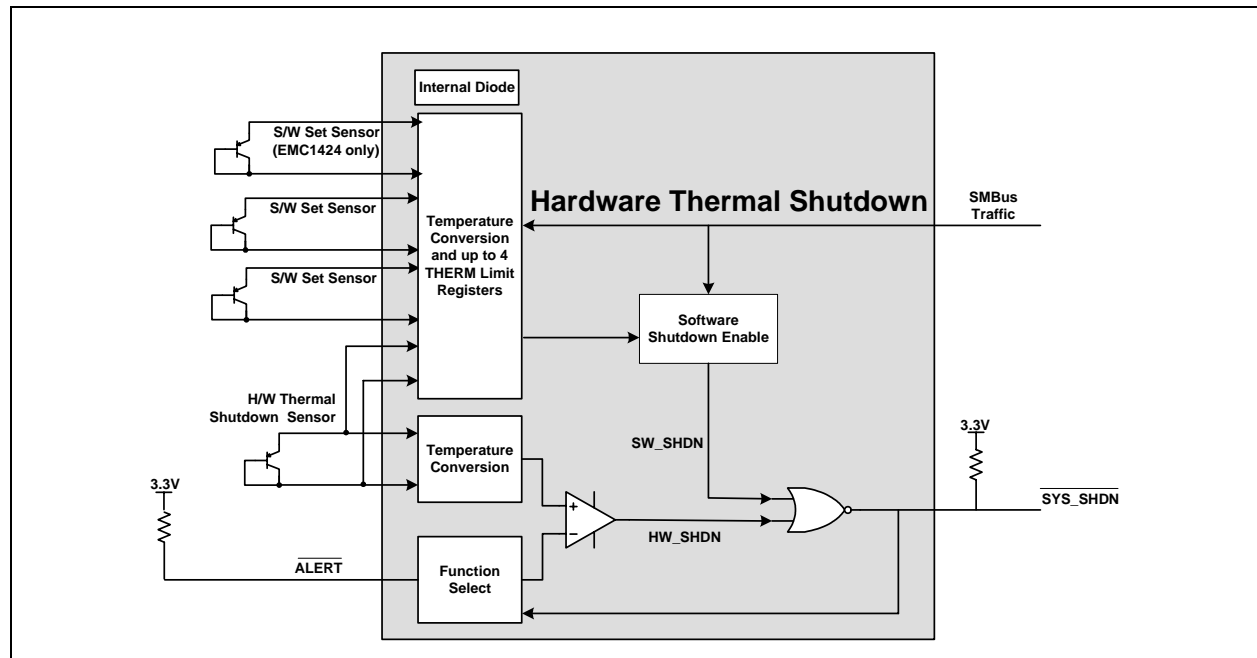 Internal Diode
S/W Set Sensor
(EMC1424 only)
S/W Set Sensor
S/W Set Sensor
Temperature
Conversion
and up to 4
THERM Limit
Registers
Hardware Thermal Shutdown
SMBus
Traffic
Software
Shutdown Enable
H/W Thermal
Shutdown Sensor
Temperature
Conversion
SW_SHDN
3.3V
SYS_SHDN
+
−
HW_SHDN
3.3V
ALERT
Function
Select